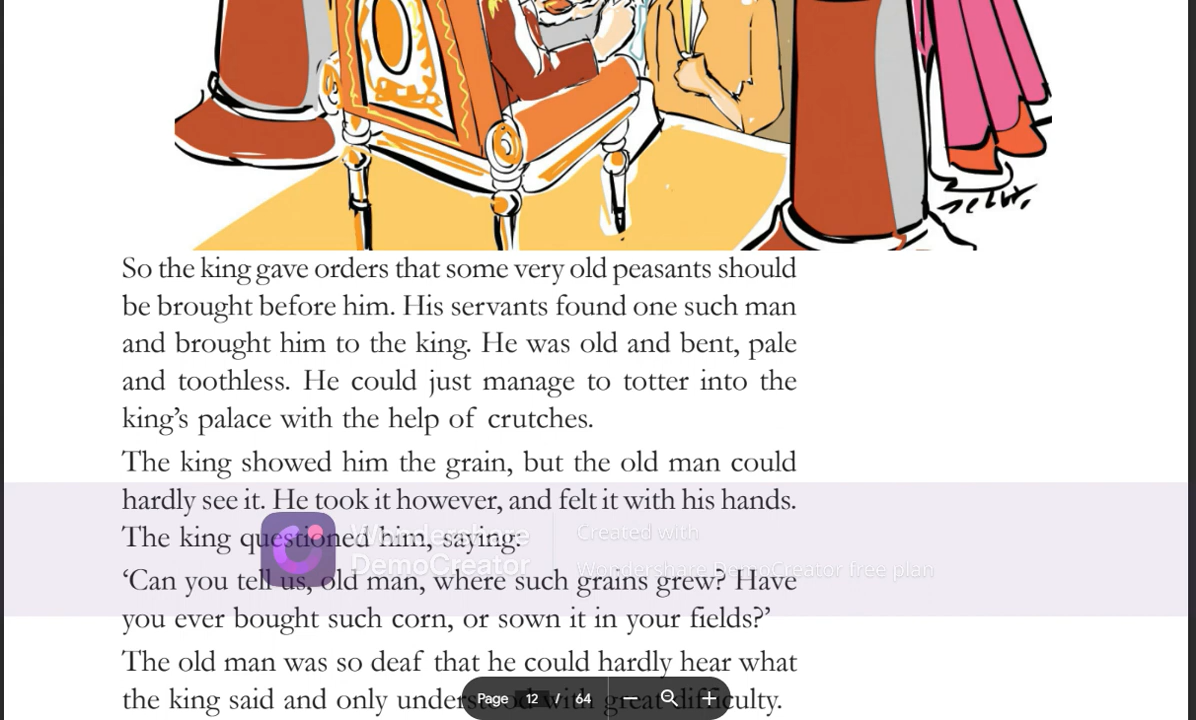 So the king gave orders that some very old peasants should
be brought before him. His servants found one such man
and brought him to the king. He was old and bent, pale
and toothless. He could just manage to totter into the
king's palace with the help of crutches.
The king showed him the grain, but the old man could
hardly see it. He took it however, and felt it with his hands.
The king questioned him, saying:
Wondershare
DemoCreator
Created with
Wondershare DemoCreator free plan
‘Can you tell us, old man, where such grains grew? Have
you ever bought such corn, or sown it in your fields?’
The old man was so deaf that he could hardly hear what
the king said and only understood with great difficulty.
Page 12 / 64